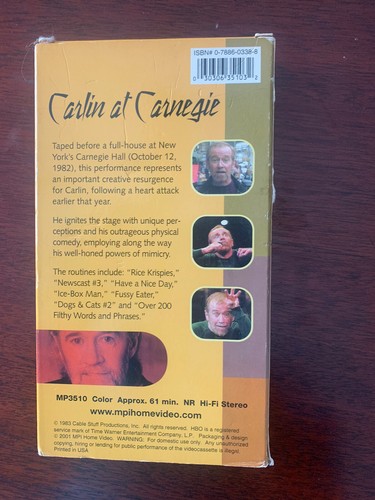 ISBN# 0-7886-0338-8
0 30306 35103 2
Carlin at Carnegie
Taped before a full-house at New
York's Carnegie Hall (October 12,
1982), this performance represents
an important creative resurgence
for Carlin, following a heart attack
earlier that year.
He ignites the stage with unique per-
ceptions and his outrageous physical
comedy, employing along the way
his well-honed powers of mimicry.
The routines include: "Rice Krispies,"
"Newscast #3," "Have a Nice Day,"
"Ice-Box Man," "Fussy Eater,"
"Dogs & Cats #2" and "Over 200
Filthy Words and Phrases."
MP3510 Color Approx. 61 min. NR Hi-Fi Stereo
www.mpihomevideo.com
© 1983 Cable Stuff Productions, Inc. All rights reserved. HBO is a registered
service mark of Time Warner Entertainment Company, L.P. Packaging & design
© 2001 MPI Home Video. WARNING: For domestic use only. Any unauthorized
copying, hiring or lending for public performance of the videocassette is illegal.
Printed in USA